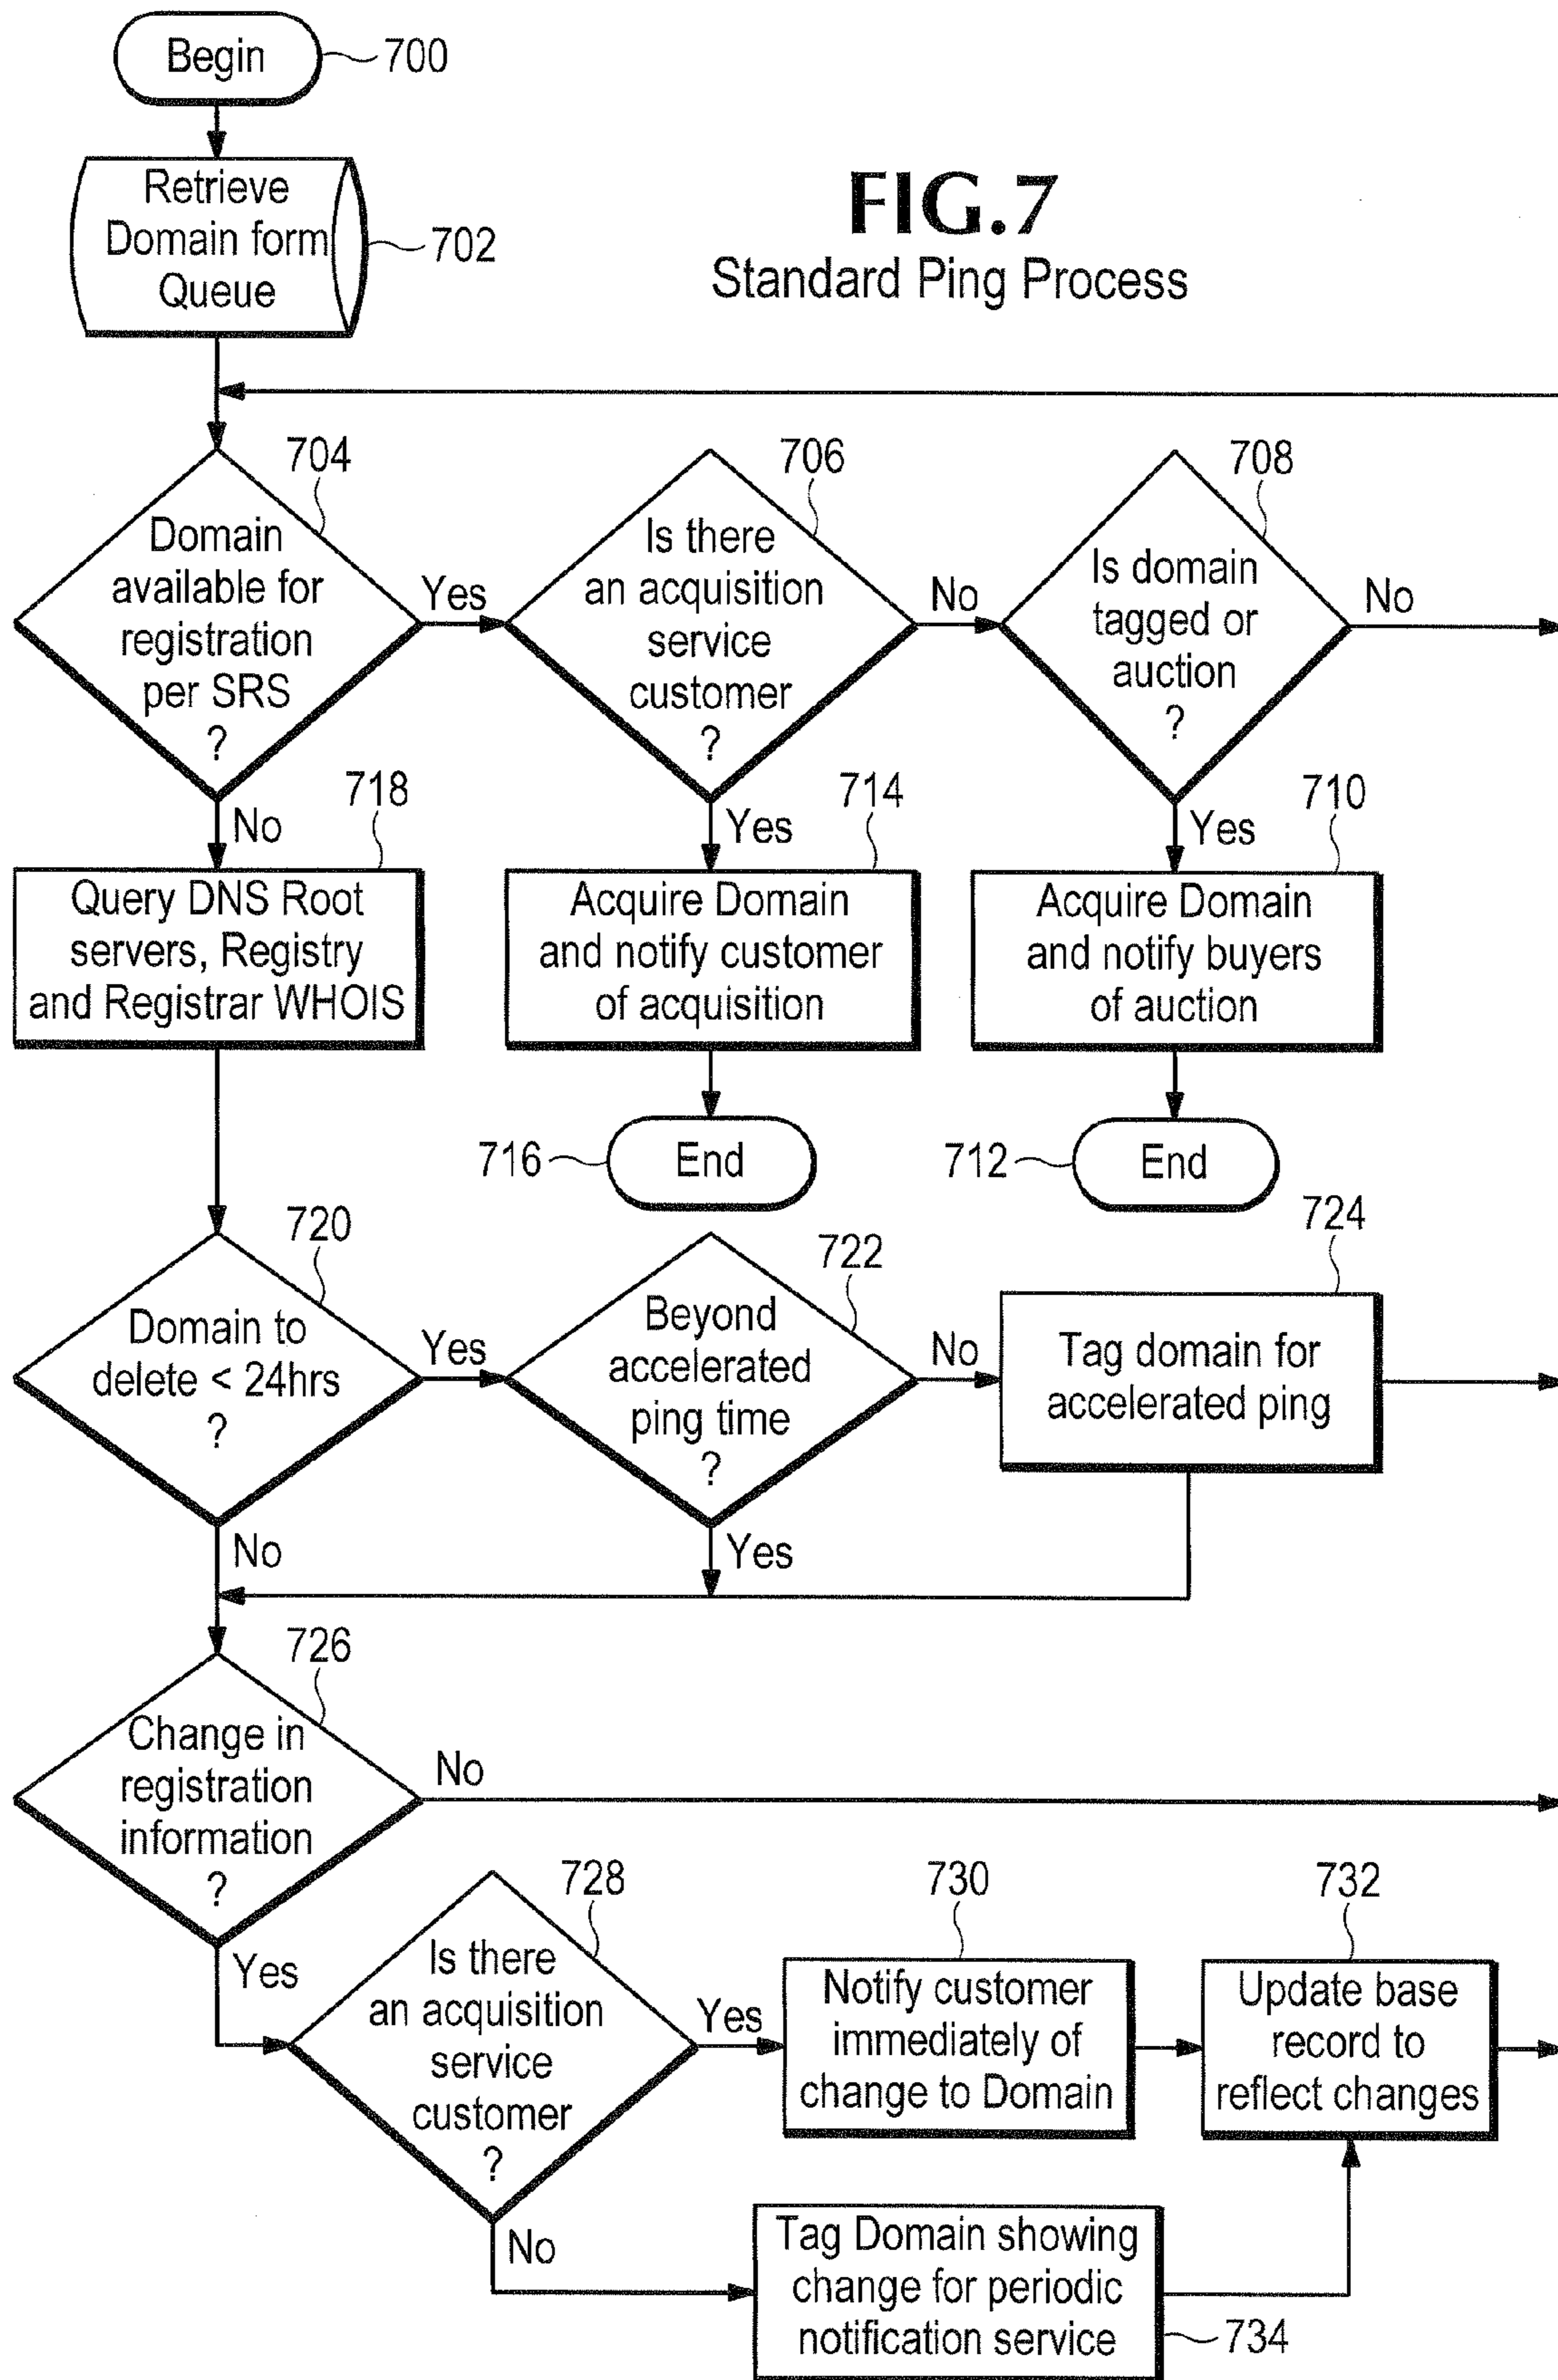 Begin
700
Retrieve
Domain form
Queue
702
FIG.7
Standard Ping Process
704
Domain
available for
registration
per SRS
?
Yes
No
706
Is there
an acquisition
service
customer
?
No
Yes
708
Is domain
tagged or
auction
?
No
Yes
718
Query DNS Root
servers, Registry
and Registrar WHOIS
714
Acquire Domain
and notify customer
of acquisition
710
Acquire Domain
and notify buyers
of auction
716
End
712
End
720
Domain to
delete < 24hrs
?
Yes
No
722
Beyond
accelerated
ping time
?
No
Yes
724
Tag domain for
accelerated ping
726
Change in
registration
information
?
No
Yes
728
Is there
an acquisition
service
customer
?
Yes
No
730
Notify customer
immediately of
change to Domain
732
Update base
record to
reflect changes
Tag Domain showing
change for periodic
notification service
734